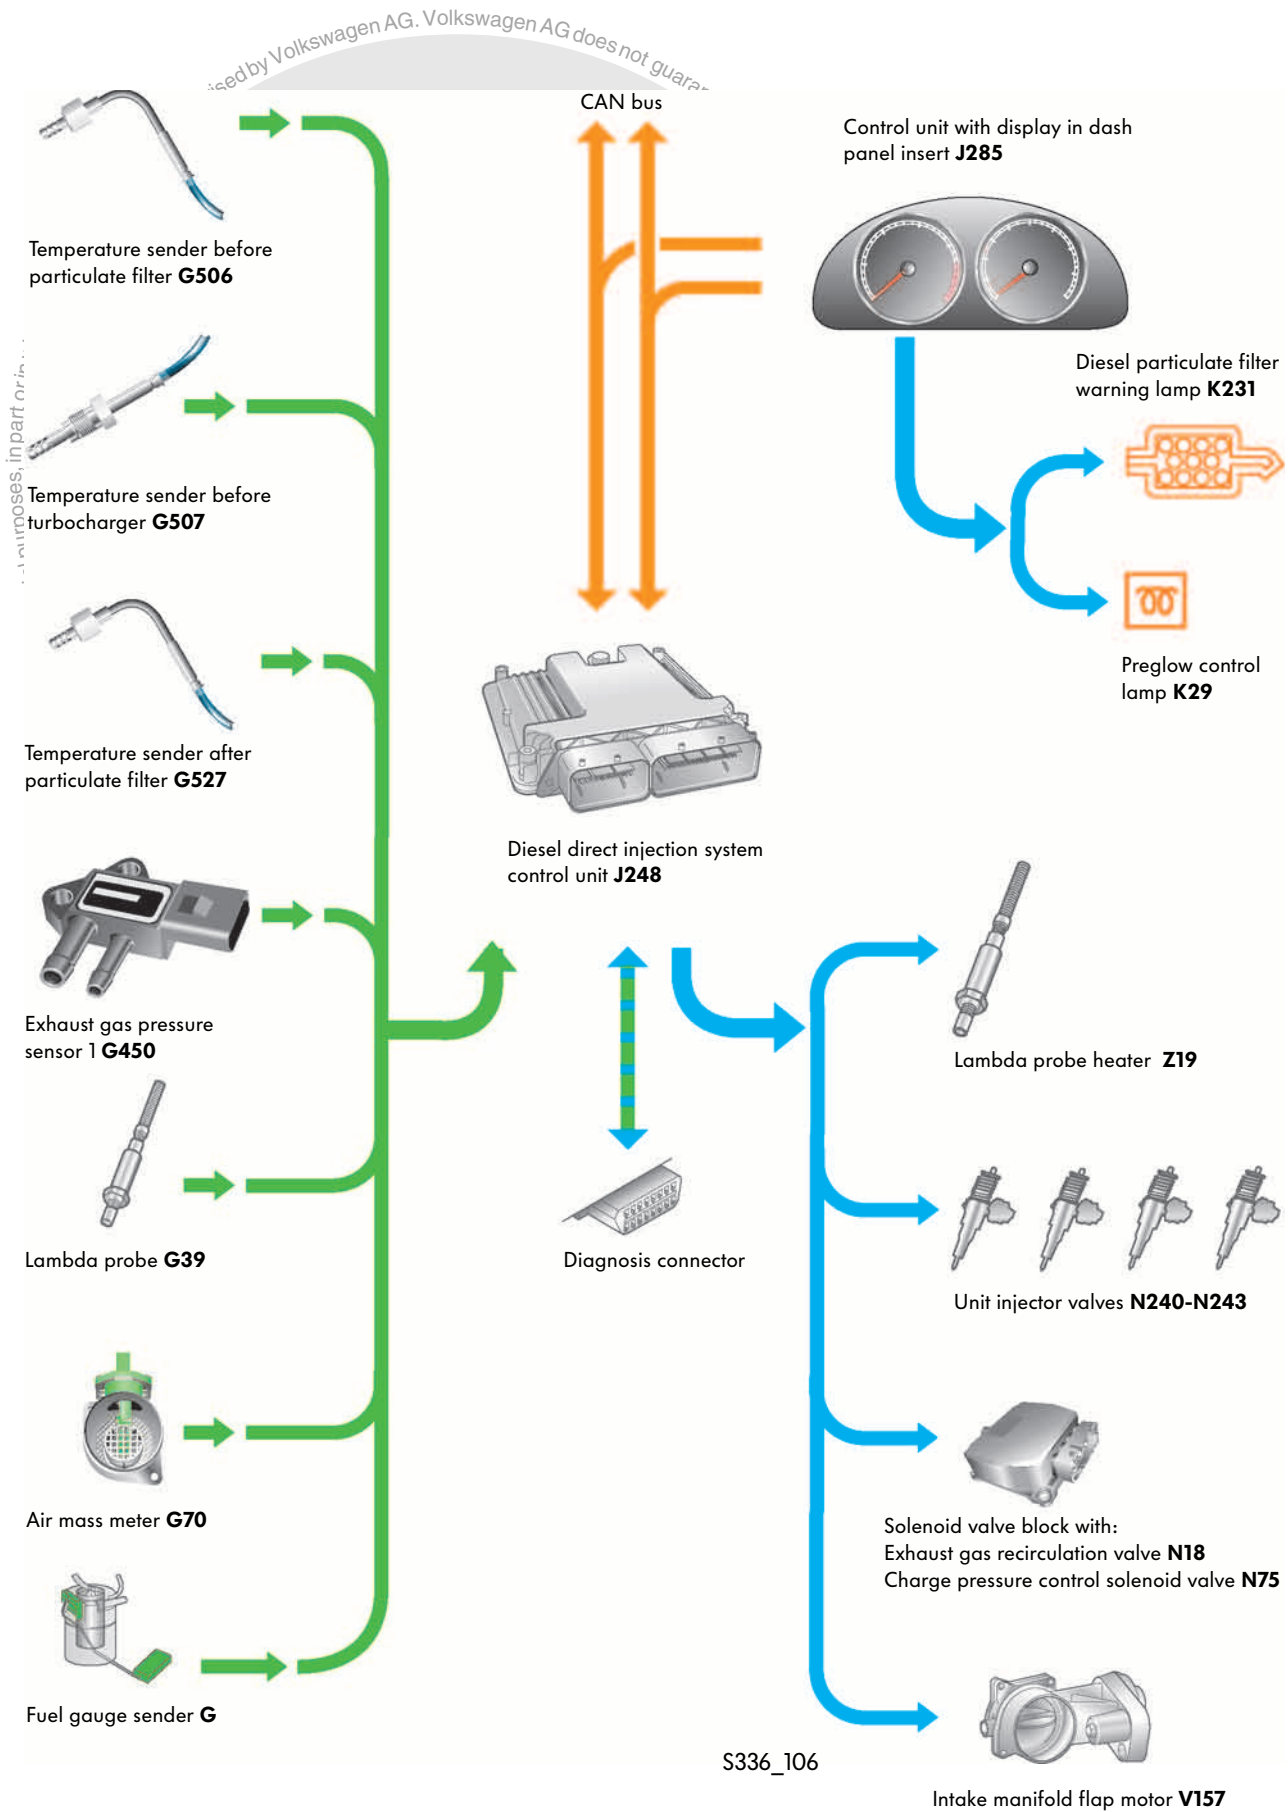 by Volkswagen AG. Volkswagen AG does not
CAN bus
Control unit with display in dash
panel insert J285
Temperature sender before
particulate filter G506
Diesel particulate filter
warning lamp K231
purposes, in part or in
Temperature sender before
turbocharger G507
Preglow control
lamp K29
Temperature sender after
particulate filter G527
Diesel direct injection system
control unit J248
Exhaust gas pressure
sensor 1 G450
Lambda probe heater Z19
Lambda probe G39
Diagnosis connector
Unit injector valves N240-N243
Air mass meter G70
Solenoid valve block with:
Exhaust gas recirculation valve N18
Charge pressure control solenoid valve N75
Fuel gauge sender G
S336_106
Intake manifold flap motor V157